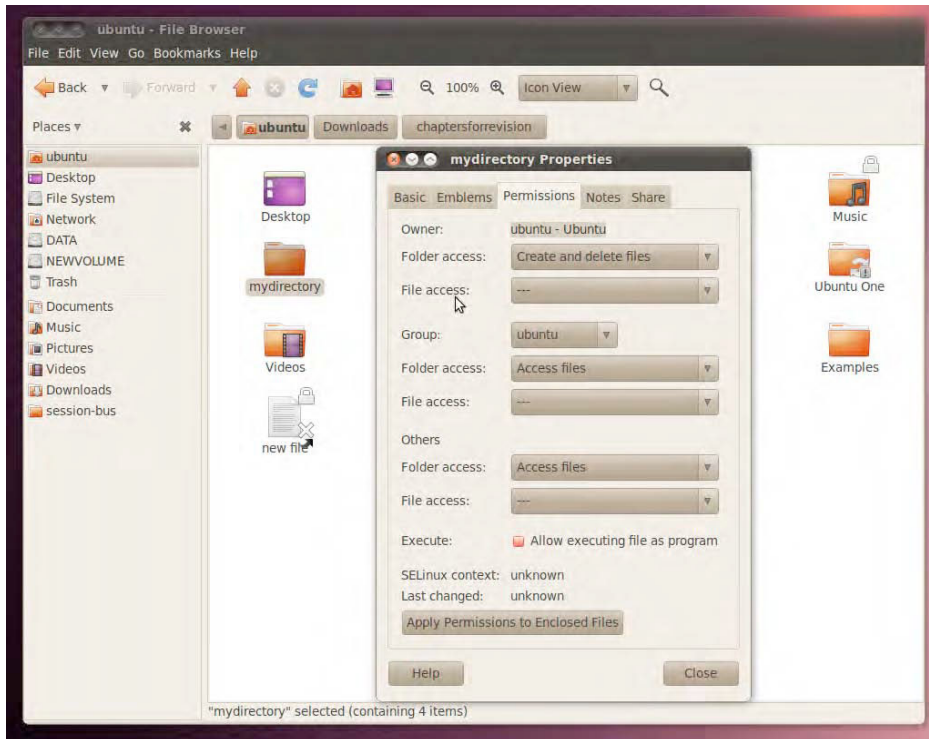 ubuntu - File Browser
File Edit View Go Bookmarks Help
Back Forward 100% Icon View
Places ubuntu Downloads chaptersforrevision
ubuntu
Desktop
File System
Network
DATA
NEWVOLUME
Trash
Documents
Music
Pictures
Videos
Downloads
session-bus
Desktop
mydirectory
Videos
new file
mydirectory Properties
Basic Emblems Permissions Notes Share
Owner: ubuntu - Ubuntu
Folder access: Create and delete files
File access: ---
Group: ubuntu
Folder access: Access files
File access: ---
Others
Folder access: Access files
File access: ---
Execute: Allow executing file as program
SELinux context: unknown
Last changed: unknown
Apply Permissions to Enclosed Files
Help Close
Music
Ubuntu One
Examples
"mydirectory" selected (containing 4 items)